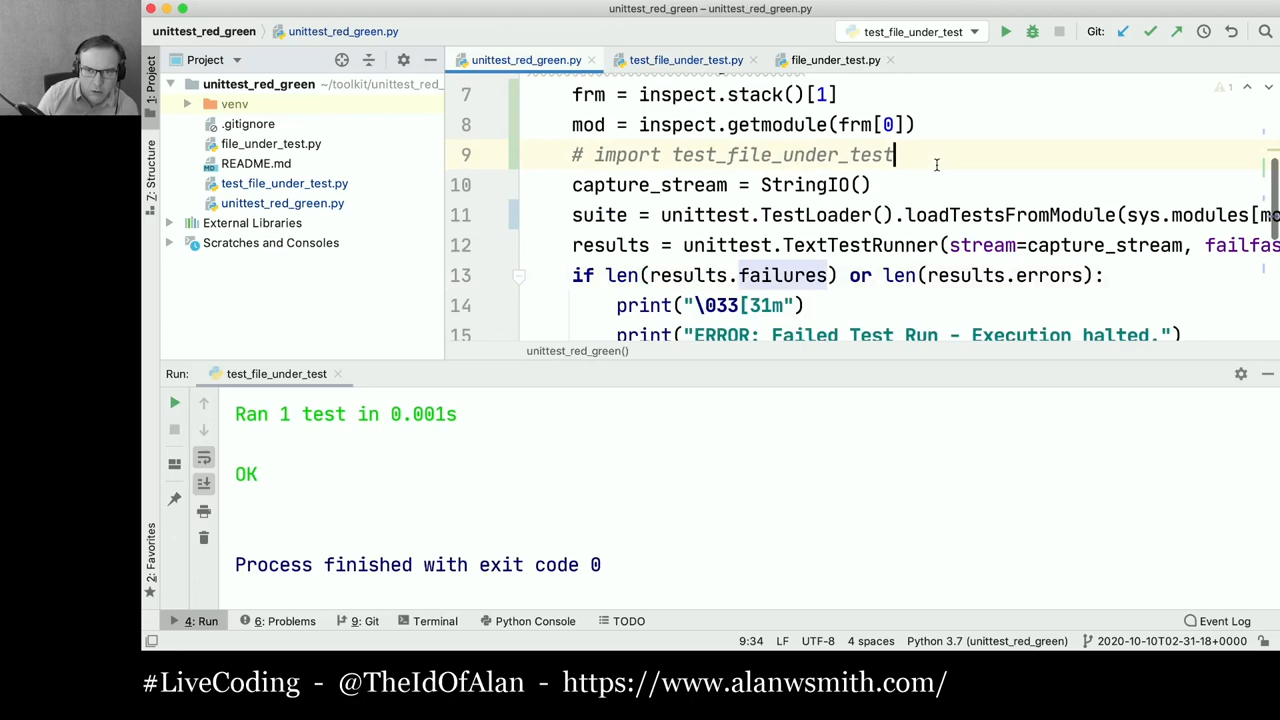 unittest_red_green – unittest_red_green.py
unittest_red_green
unittest_red_green.py
test_file_under_test
Git:
1: Project
Project
unittest_red_green.py
test_file_under_test.py
file_under_test.py
unittest_red_green ~/toolkit/unittest_red_
venv
.gitignore
file_under_test.py
README.md
test_file_under_test.py
unittest_red_green.py
External Libraries
Scratches and Consoles
Z: Structure
7 frm = inspect.stack()[1]
8 mod = inspect.getmodule(frm[0])
9 # import test_file_under_test
10 capture_stream = StringIO()
11 suite = unittest.TestLoader().loadTestsFromModule(sys.modules[mo
12 results = unittest.TextTestRunner(stream=capture_stream, failfas
13 if len(results.failures) or len(results.errors):
14 print("\033[31m")
15 print("ERROR: Failed Test Run - Execution halted.")
1
unittest_red_green()
Run:
test_file_under_test
Ran 1 test in 0.001s
OK
Process finished with exit code 0
2: Favorites
4: Run
6: Problems
9: Git
Terminal
Python Console
TODO
Event Log
9:34 LF UTF-8 4 spaces Python 3.7 (unittest_red_green) 2020-10-10T02-31-18+0000
#LiveCoding - @TheIdOfAlan - https://www.alanwsmith.com/